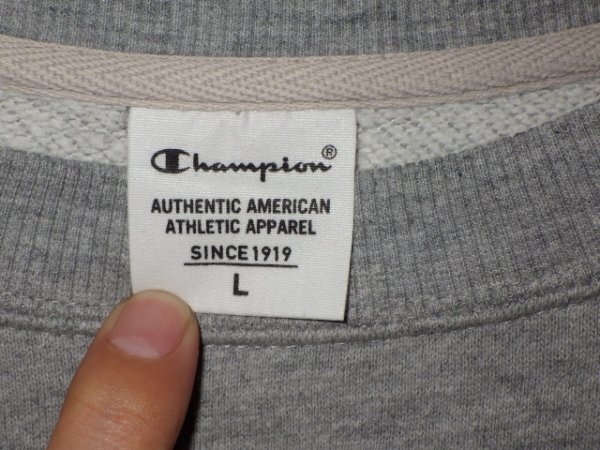 Champion®
AUTHENTIC AMERICAN
ATHLETIC APPAREL
SINCE 1919
L